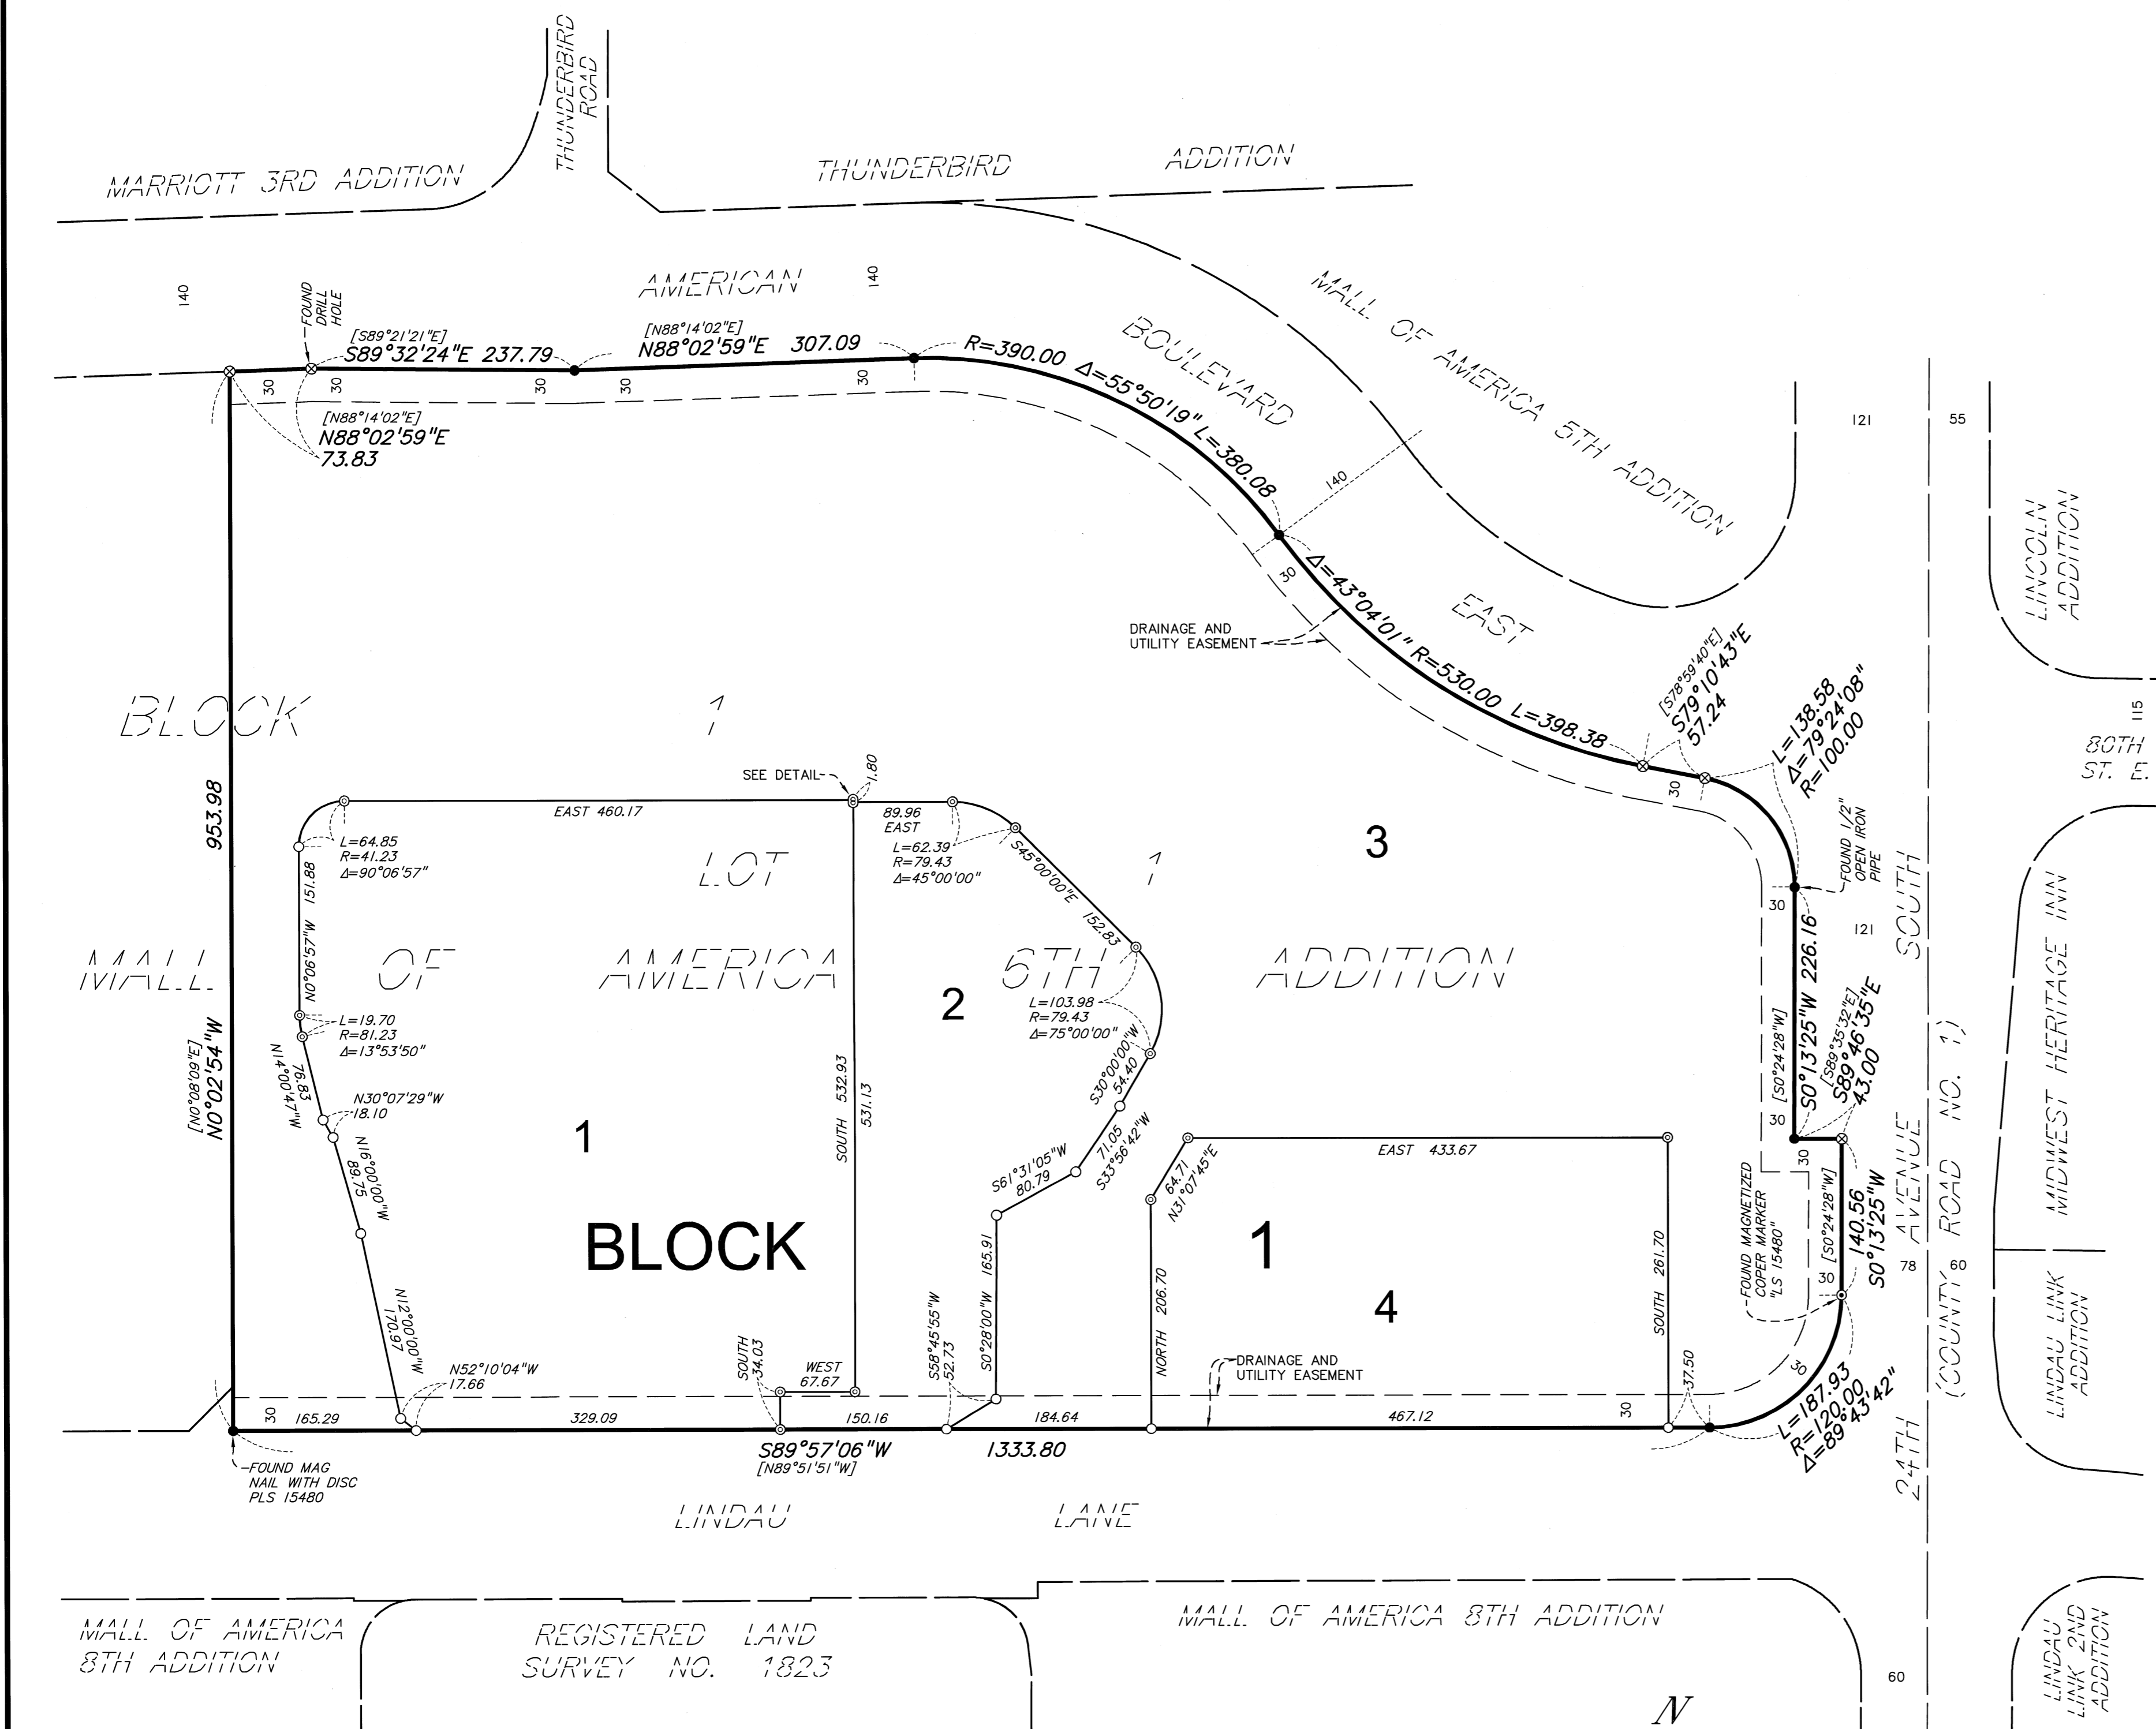 THUNDERBIRD
ROAD
MARRIOTT 3RD ADDITION
THUNDERBIRD ADDITION
140
AMERICAN
140
BOULEVARD
EAST
MALL OF AMERICA 5TH ADDITION
FOUND
DRILL
HOLE
[S89°21'21"E]
S89°32'24"E 237.79
[N88°14'02"E]
N88°02'59"E 307.09
R=390.00 Δ=55°50'19" L=380.08
30
30
30
30
30
[N88°14'02"E]
N88°02'59"E
73.83
140
30
Δ=43°04'01" R=530.00 L=398.38
DRAINAGE AND
UTILITY EASEMENT
[S78°59'40"E]
S79°10'43"E
57.24
L=138.58
Δ=79°24'08"
R=100.00
30
121
55
LINCOLN
ADDITION
115
80TH
ST. E.
BLOCK 1
953.98
N0°02'54"W
[N0°08'09"E]
SEE DETAIL
1.80
EAST 460.17
89.96
EAST
L=64.85
R=41.23
Δ=90°06'57"
L=62.39
R=79.43
Δ=45°00'00"
S45°00'00"E 152.83
3
FOUND 1/2"
OPEN IRON
PIPE
30
121
LOT 1
N0°06'57"W 151.88
MALL OF AMERICA 6TH ADDITION
2
L=103.98
R=79.43
Δ=75°00'00"
L=19.70
R=81.23
Δ=13°53'50"
76.83
N14°00'47"W
N30°07'29"W
18.10
N16°00'00"W
89.75
1
SOUTH 532.93
531.13
S30°00'00"W
54.40
71.05
S33°56'42"W
S61°31'05"W
80.79
64.71
N31°07'45"E
EAST 433.67
S0°13'25"W 226.16
[S0°24'28"W]
[S89°35'32"E]
S89°46'35"E
43.00
30
30
140.56
S0°13'25"W
[S0°24'28"W]
30
FOUND MAGNETIZED
COPER MARKER
"LS 15480"
24TH AVENUE SOUTH
(COUNTY ROAD NO. 1)
78
60
MIDWEST HERITAGE INN
LINDAU LINK
ADDITION
BLOCK 1
4
N12°00'00"W
170.97
N52°10'04"W
17.66
SOUTH
34.03
WEST
67.67
S58°45'55"W
52.73
S0°28'00"W 165.91
NORTH 206.70
SOUTH 261.70
DRAINAGE AND
UTILITY EASEMENT
37.50
30
30
30
165.29
329.09
150.16
184.64
467.12
S89°57'06"W 1333.80
[N89°51'51"W]
L=187.93
R=120.00
Δ=89°43'42"
FOUND MAG
NAIL WITH DISC
PLS 15480
LINDAU LANE
MALL OF AMERICA
8TH ADDITION
REGISTERED LAND
SURVEY NO. 1823
MALL OF AMERICA 8TH ADDITION
60
LINDAU
LINK 2ND
ADDITION
N